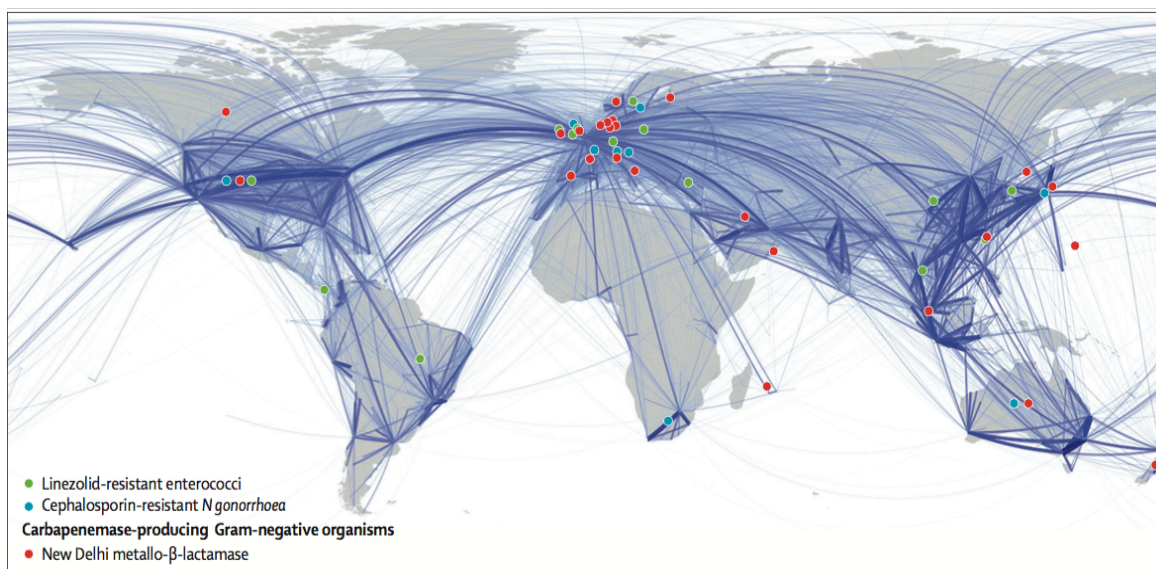 Linezolid-resistant enterococci
Cephalosporin-resistant N gonorrhoea
Carbapenemase-producing Gram-negative organisms
New Delhi metallo-β-lactamase